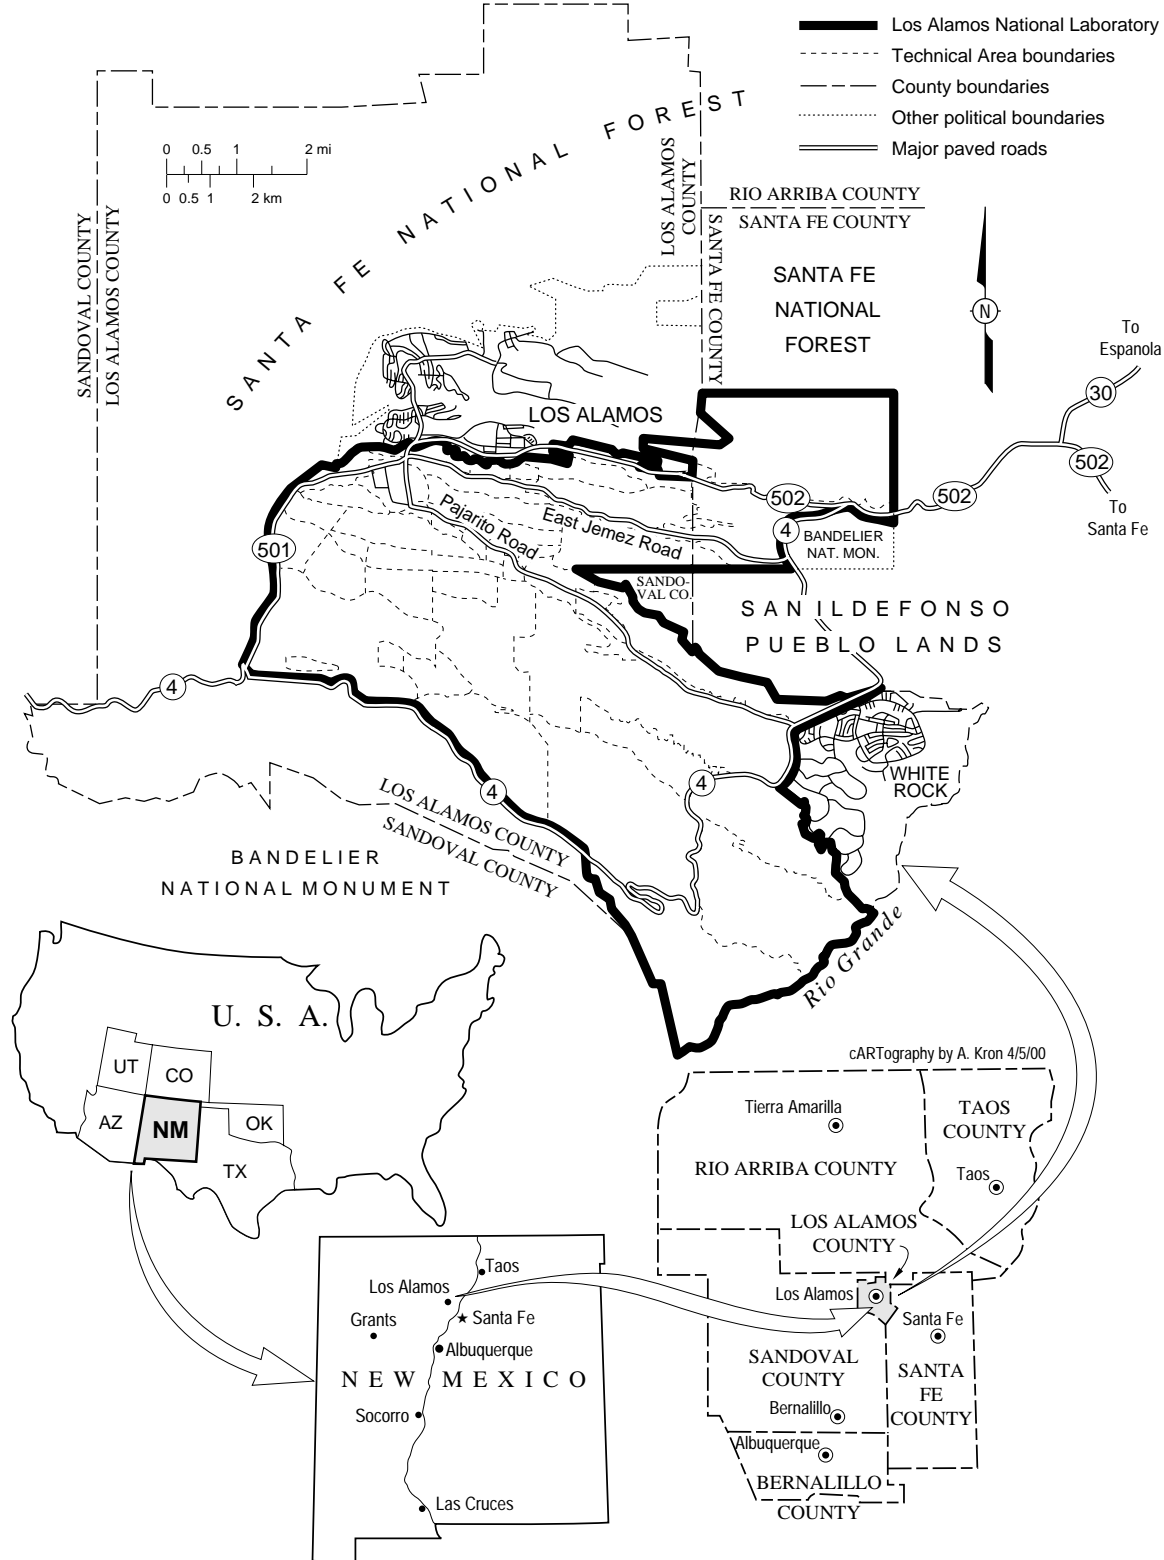 Los Alamos National Laboratory
Technical Area boundaries
County boundaries
Other political boundaries
Major paved roads
0 0.5 1 2 mi
0 0.5 1 2 km
SANTA FE NATIONAL FOREST
SANDOVAL COUNTY
LOS ALAMOS COUNTY
LOS ALAMOS
COUNTY
RIO ARRIBA COUNTY
SANTA FE COUNTY
SANTA FE COUNTY
SANTA FE
NATIONAL
FOREST
N
To
Espanola
30
502
To
Santa Fe
502
502
LOS ALAMOS
4
BANDELIER
NAT. MON.
501
Pajarito Road
East Jemez Road
SANDO-
VAL CO.
SAN ILDEFONSO
PUEBLO LANDS
4
4
4
WHITE
ROCK
LOS ALAMOS COUNTY
SANDOVAL COUNTY
BANDELIER
NATIONAL MONUMENT
Rio Grande
U. S. A.
UT
CO
AZ
NM
OK
TX
cARTography by A. Kron 4/5/00
Tierra Amarilla
TAOS
COUNTY
RIO ARRIBA COUNTY
Taos
LOS ALAMOS
COUNTY
Los Alamos
Santa Fe
SANDOVAL
COUNTY
SANTA
FE
COUNTY
Bernalillo
Albuquerque
BERNALILLO
COUNTY
Taos
Los Alamos
Grants
Santa Fe
Albuquerque
NEW MEXICO
Socorro
Las Cruces